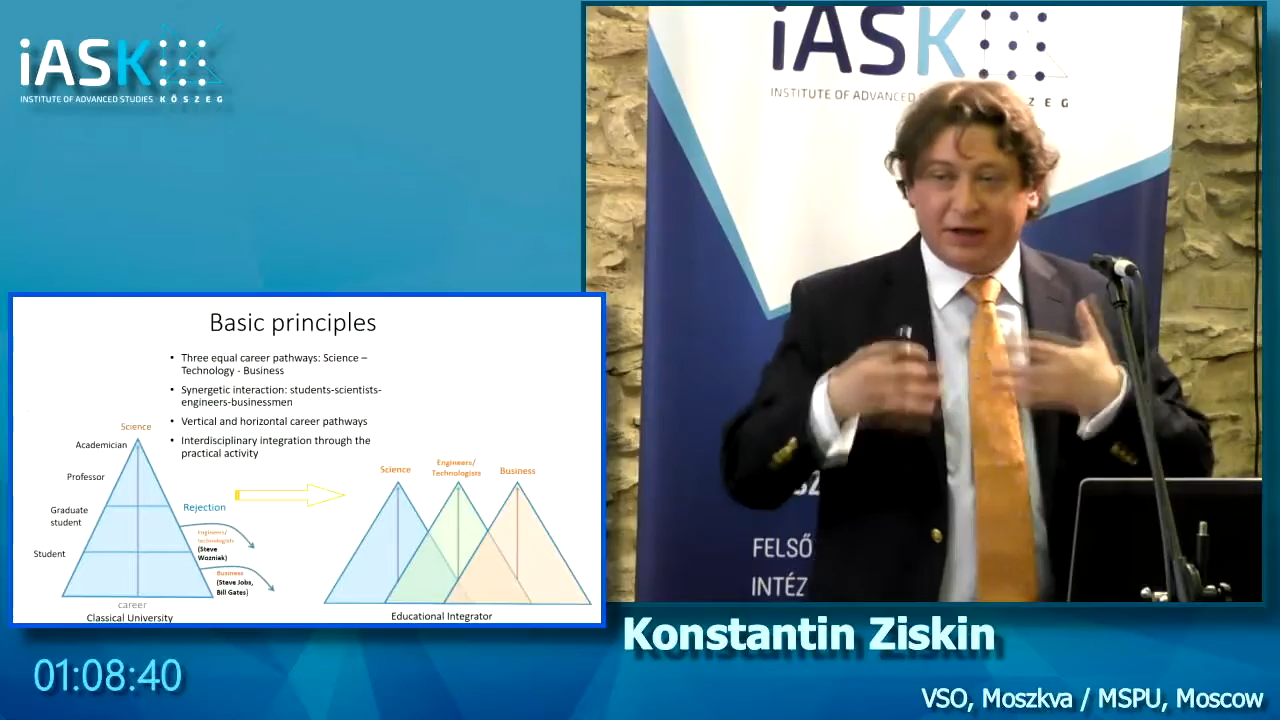 iASK
INSTITUTE OF ADVANCED STUDIES KŐSZEG
iASK
INSTITUTE OF ADVANCED
Z E G
FELSŐ
INTÉZ
Basic principles
• Three equal career pathways: Science –
Technology - Business
• Synergetic interaction: students-scientists-
engineers-businessmen
• Vertical and horizontal career pathways
• Interdisciplinary integration through the
practical activity
Science
Academician
Professor
Graduate
student
Student
career
Classical University
Rejection
Engineers/
technologists
(Steve
Wozniak)
Business
(Steve Jobs,
Bill Gates)
Science
Engineers/
Technologists
Business
Educational Integrator
Konstantin Ziskin
01:08:40
VSO, Moszkva / MSPU, Moscow